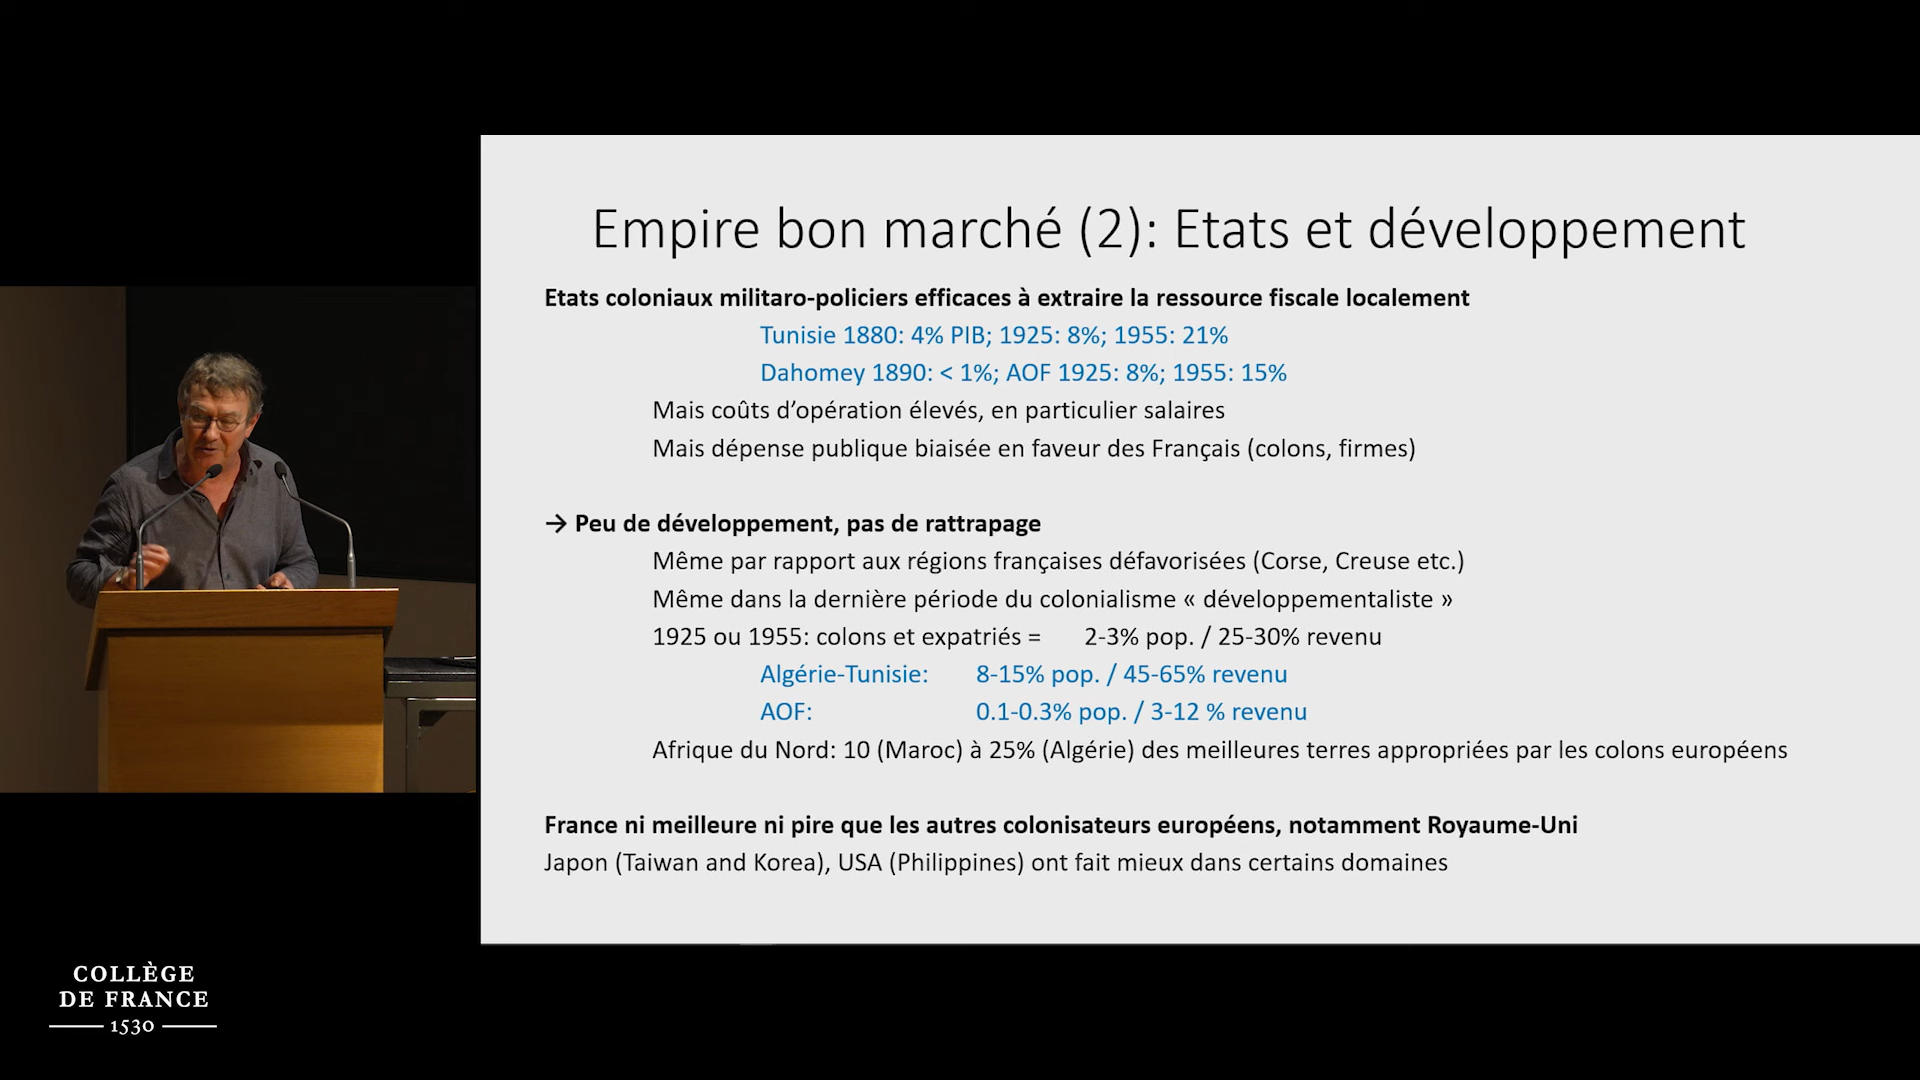 Empire bon marché (2): Etats et développement
Etats coloniaux militaro-policiers efficaces à extraire la ressource fiscale localement
Tunisie 1880: 4% PIB; 1925: 8%; 1955: 21%
Dahomey 1890: < 1%; AOF 1925: 8%; 1955: 15%
Mais coûts d’opération élevés, en particulier salaires
Mais dépense publique biaisée en faveur des Français (colons, firmes)
→ Peu de développement, pas de rattrapage
Même par rapport aux régions françaises défavorisées (Corse, Creuse etc.)
Même dans la dernière période du colonialisme « développementaliste »
1925 ou 1955: colons et expatriés = 2-3% pop. / 25-30% revenu
Algérie-Tunisie: 8-15% pop. / 45-65% revenu
AOF: 0.1-0.3% pop. / 3-12 % revenu
Afrique du Nord: 10 (Maroc) à 25% (Algérie) des meilleures terres appropriées par les colons européens
France ni meilleure ni pire que les autres colonisateurs européens, notamment Royaume-Uni
Japon (Taiwan and Korea), USA (Philippines) ont fait mieux dans certains domaines
COLLÈGE
DE FRANCE
1530